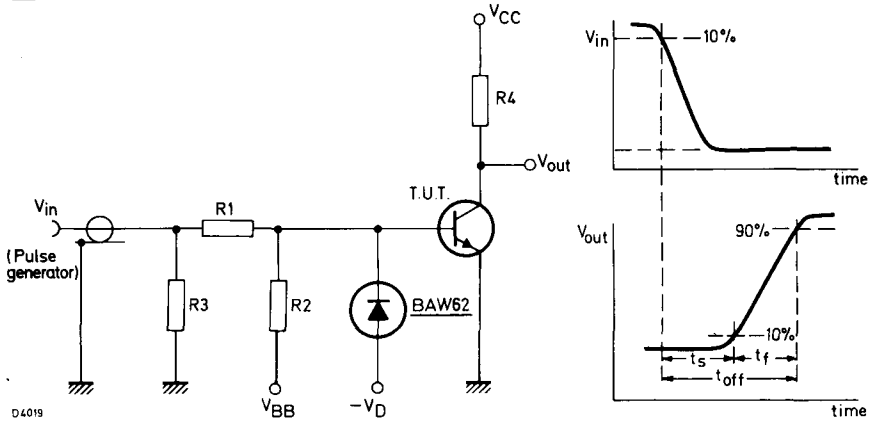 VCC
R4
Vout
T.U.T.
Vin
(Pulse
generator)
R1
R3
R2
BAW62
VBB
-VD
D4019
Vin
10%
time
Vout
90%
10%
ts
tf
toff
time